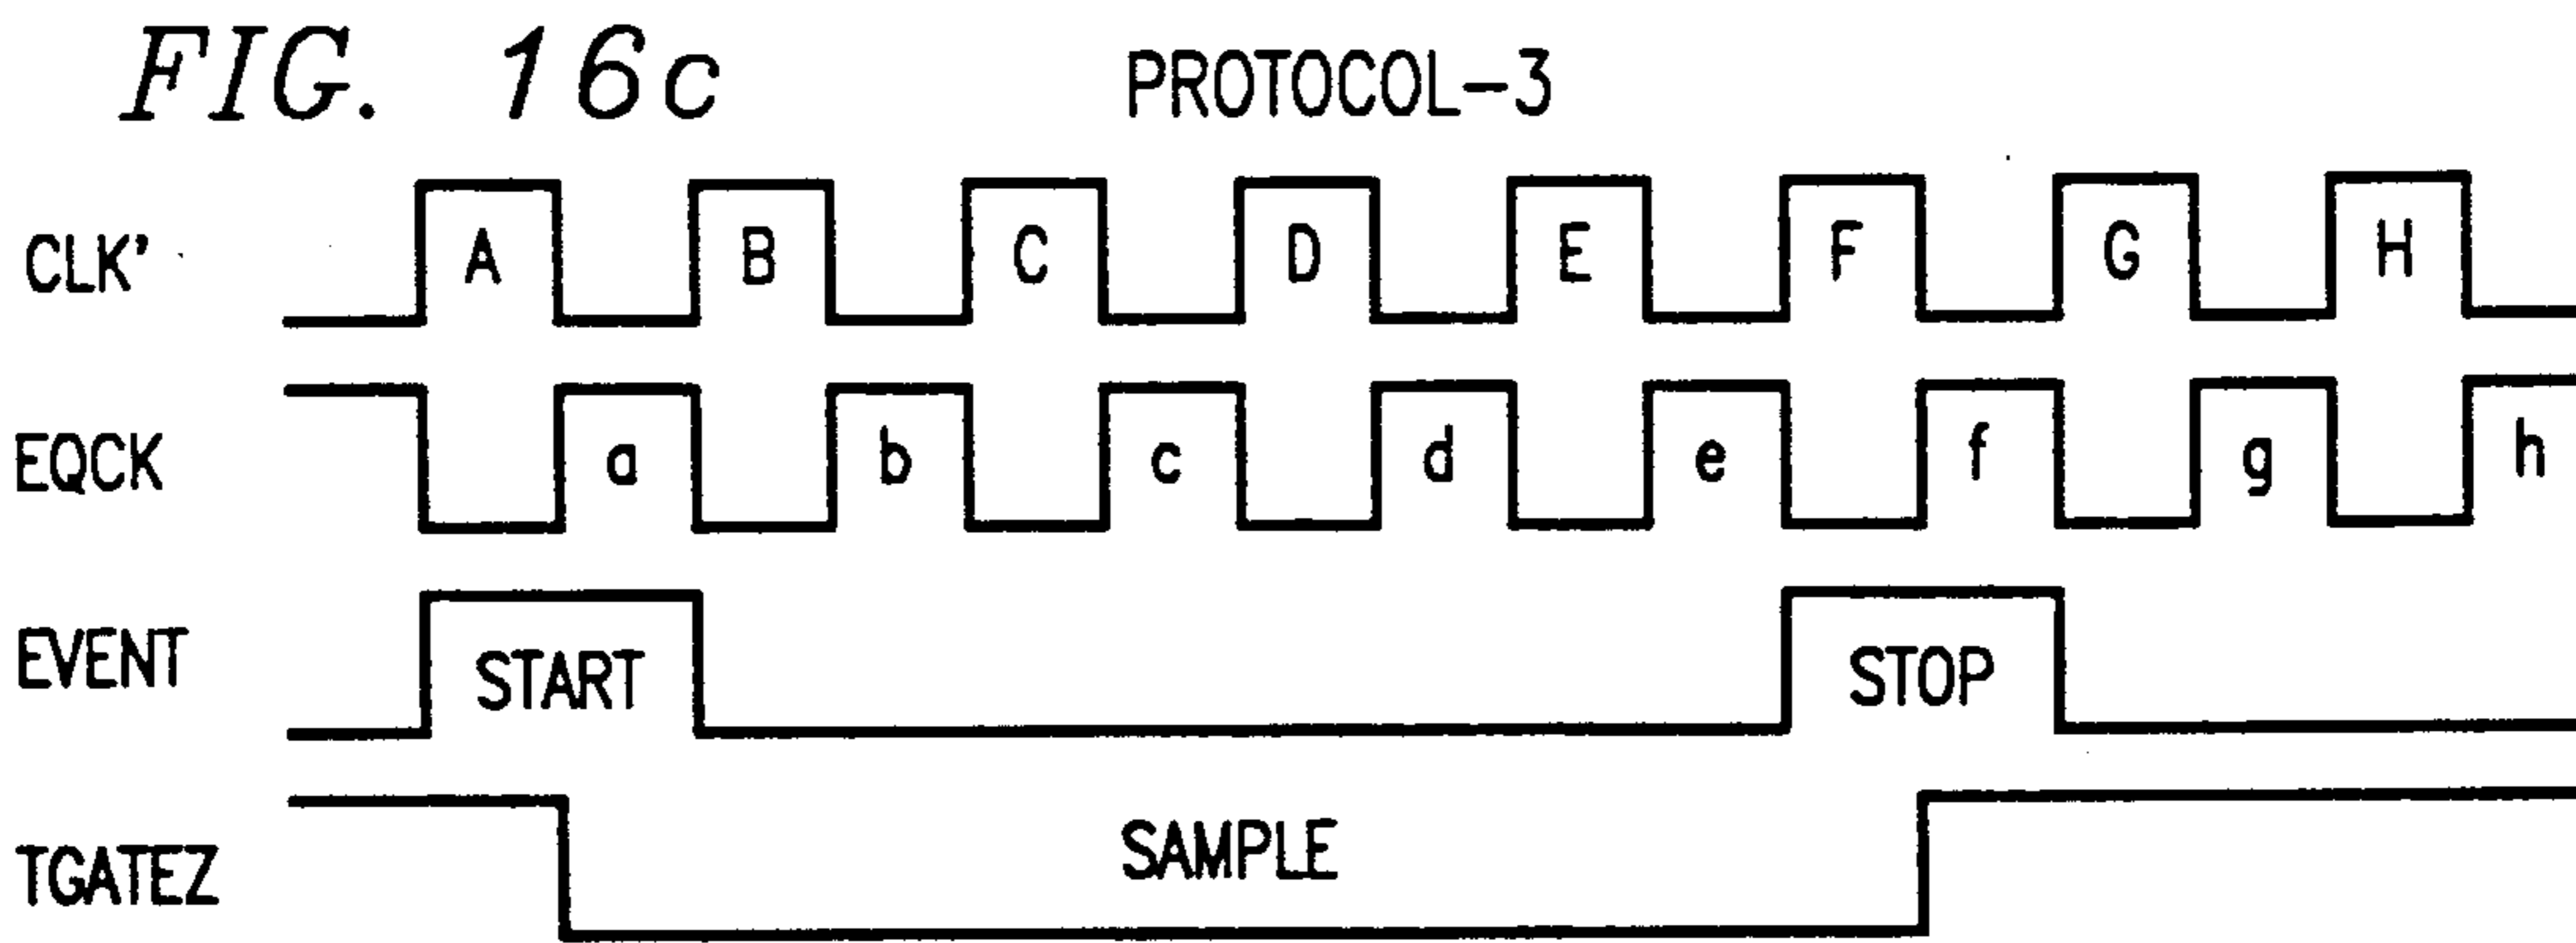 FIG. 16c
PROTOCOL-3
CLK' A B C D E F G H
EQCK a b c d e f g h
EVENT START STOP
TGATEZ SAMPLE